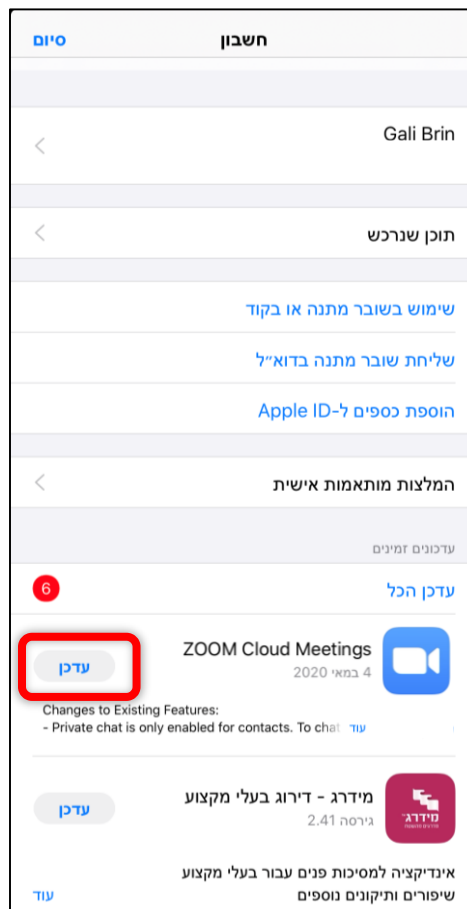 חשבון
סיום
Gali Brin
תוכן שנרכש
שימוש בשובר מתנה או בקוד
שליחת שובר מתנה בדוא״ל
הוספת כספים ל-Apple ID
המלצות מותאמות אישית
עדכונים זמינים
עדכן הכל
6
ZOOM Cloud Meetings
4 במאי 2020
עדכן
Changes to Existing Features:
- Private chat is only enabled for contacts. To chat עוד
מידרג - דירוג בעלי מקצוע
גירסה 2.41
עדכן
מידרג
אינדיקציה למסיכות פנים עבור בעלי מקצוע
שיפורים ותיקונים נוספים
עוד